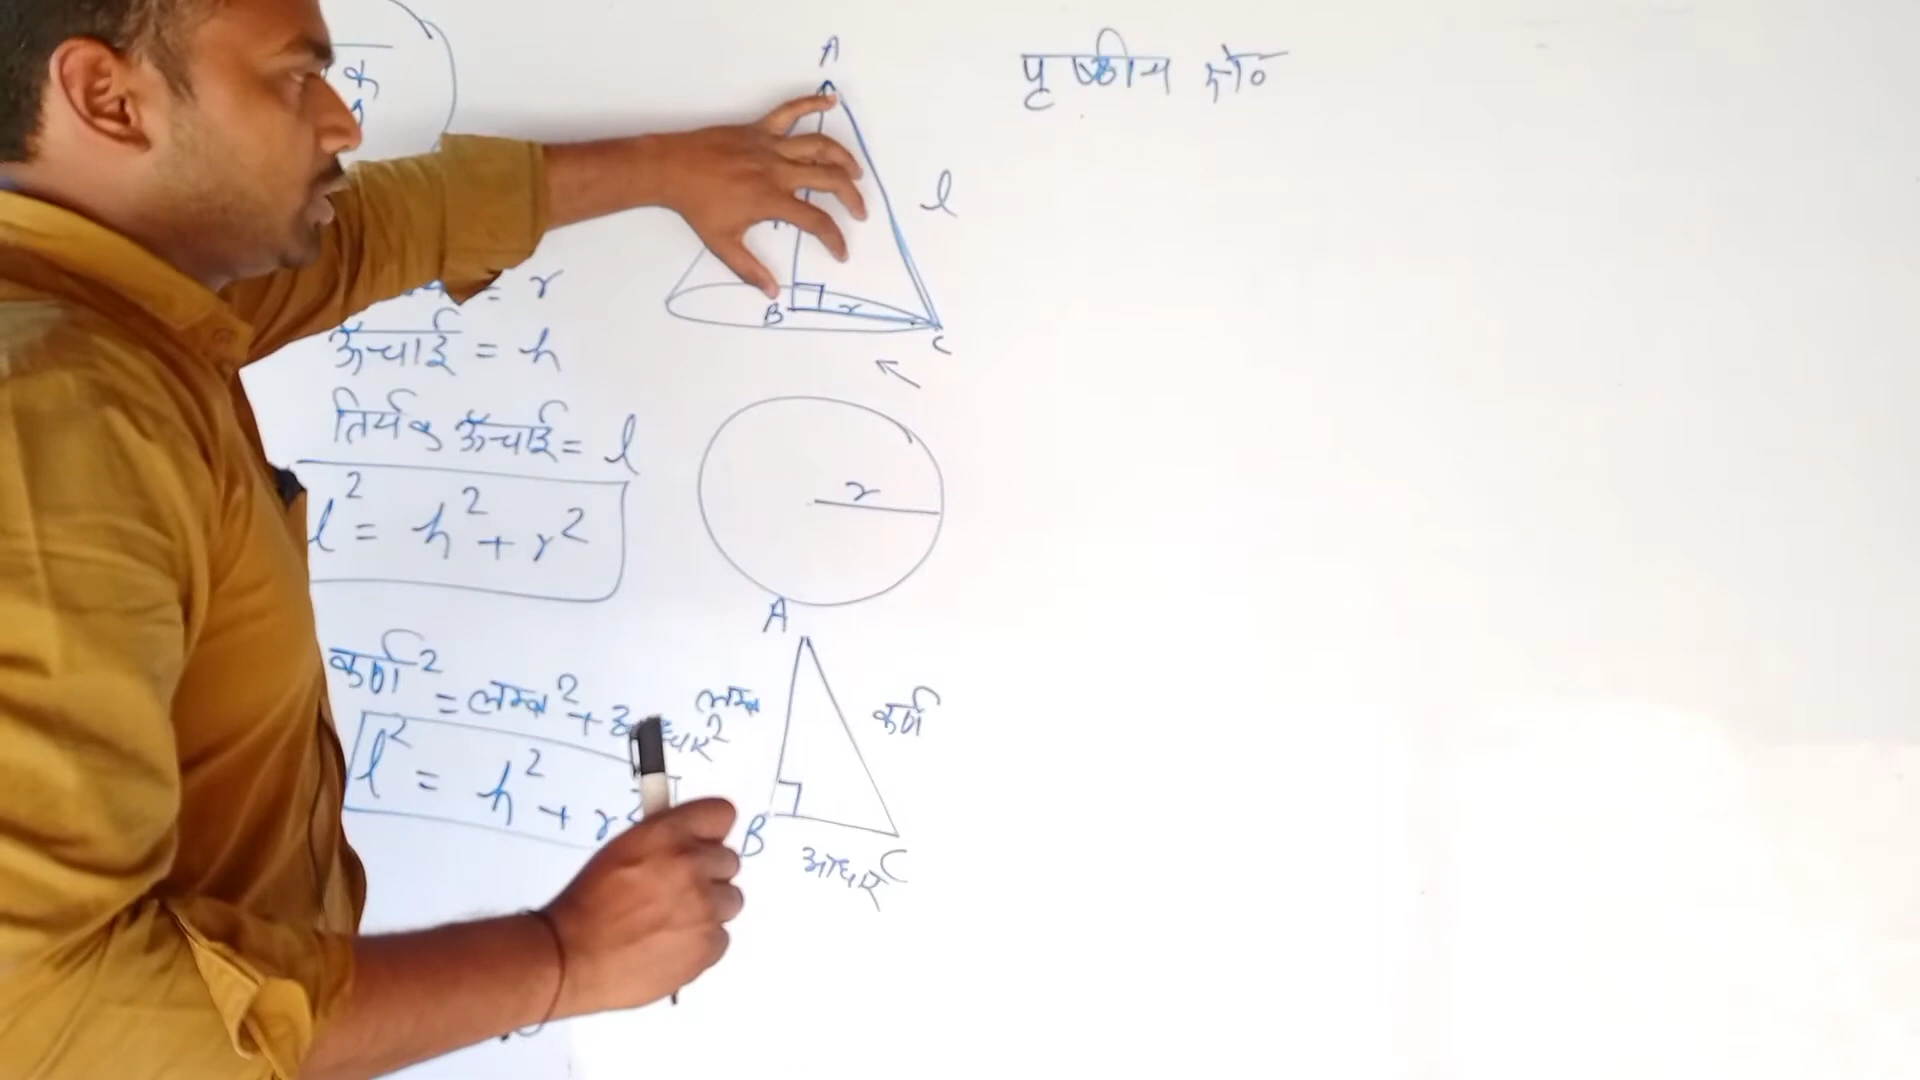 क
= r
ऊँचाई = h
तिर्यक ऊँचाई = l
l² = h² + r²
कर्ण² = लम्ब² + आधार²
l² = h² + r²
A
l
B r
C
r
A
लम्ब
कर्ण
B
C
आधार
पृष्ठीय क्षे०